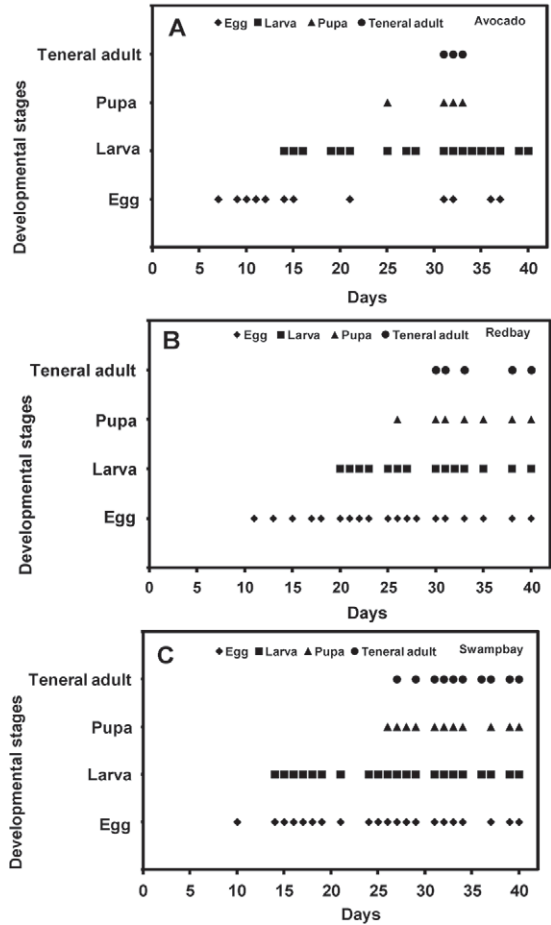 A
Egg Larva Pupa Teneral adult
Avocado
Developmental stages
Teneral adult
Pupa
Larva
Egg
0 5 10 15 20 25 30 35 40
Days
B
Egg Larva Pupa Teneral adult
Redbay
Developmental stages
Teneral adult
Pupa
Larva
Egg
0 5 10 15 20 25 30 35 40
Days
C
Egg Larva Pupa Teneral adult
Swampbay
Developmental stages
Teneral adult
Pupa
Larva
Egg
0 5 10 15 20 25 30 35 40
Days